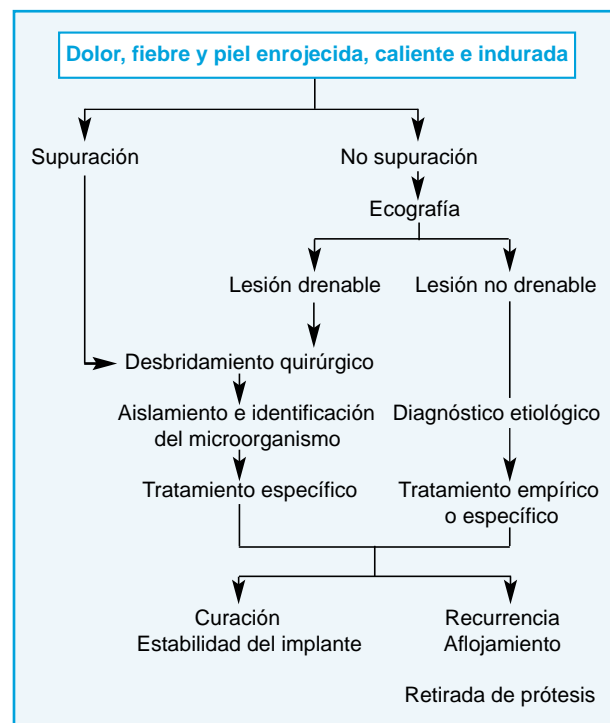 Dolor, fiebre y piel enrojecida, caliente e indurada
Supuración
No supuración
Ecografía
Lesión drenable
Lesión no drenable
Desbridamiento quirúrgico
Aislamiento e identificación
del microorganismo
Diagnóstico etiológico
Tratamiento específico
Tratamiento empírico
o específico
Curación
Estabilidad del implante
Recurrencia
Aflojamiento
Retirada de prótesis